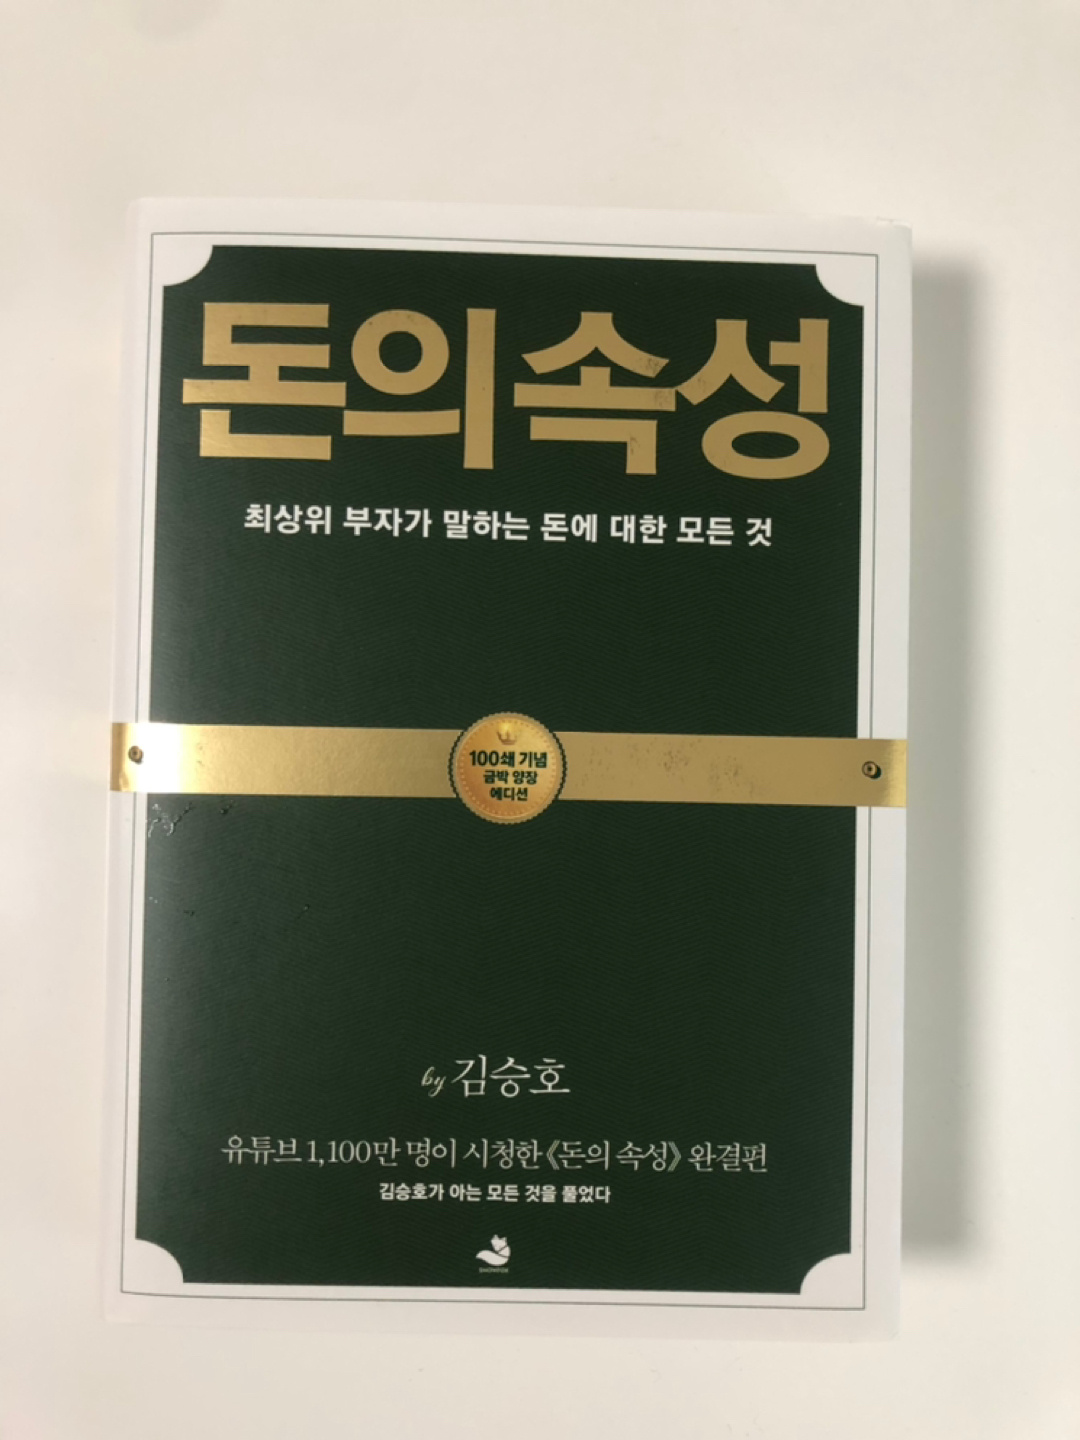 돈의 속성
최상위 부자가 말하는 돈에 대한 모든 것
100쇄 기념
금박 양장
에디션
by 김승호
유튜브 1,100만 명이 시청한 《돈의 속성》 완결편
김승호가 아는 모든 것을 풀었다
SNOWFOX